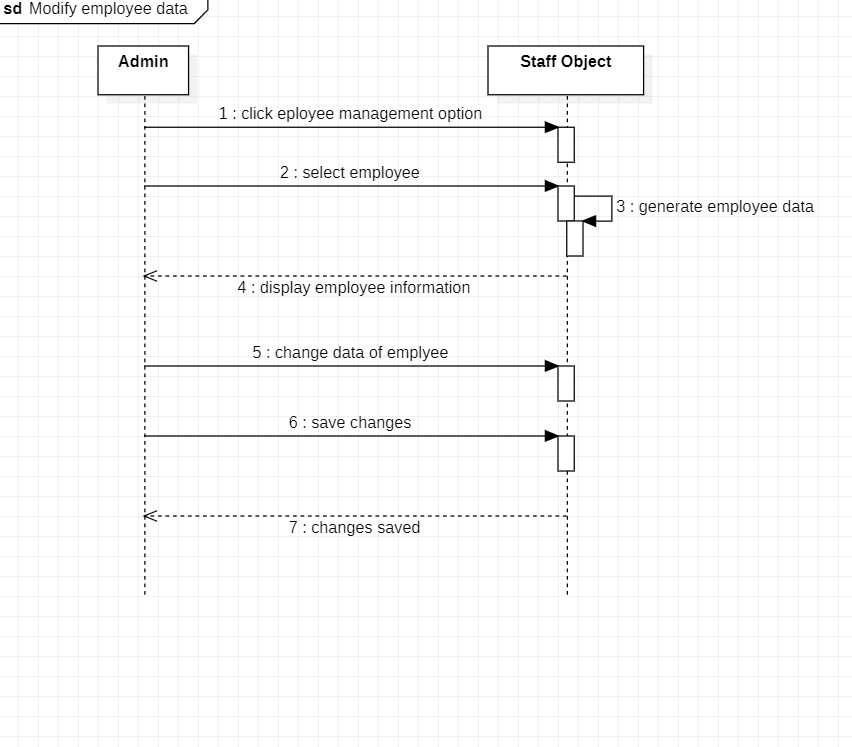 sd Modify employee data
Admin
Staff Object
1 : click eployee management option
2 : select employee
3 : generate employee data
4 : display employee information
5 : change data of emplyee
6 : save changes
7 : changes saved